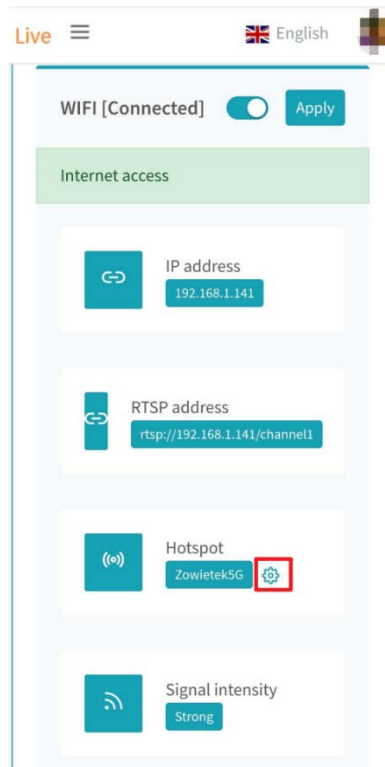 Live English
WIFI [Connected] Apply
Internet access
IP address
192.168.1.141
RTSP address
rtsp://192.168.1.141/channel1
Hotspot
Zowietek5G
Signal intensity
Strong